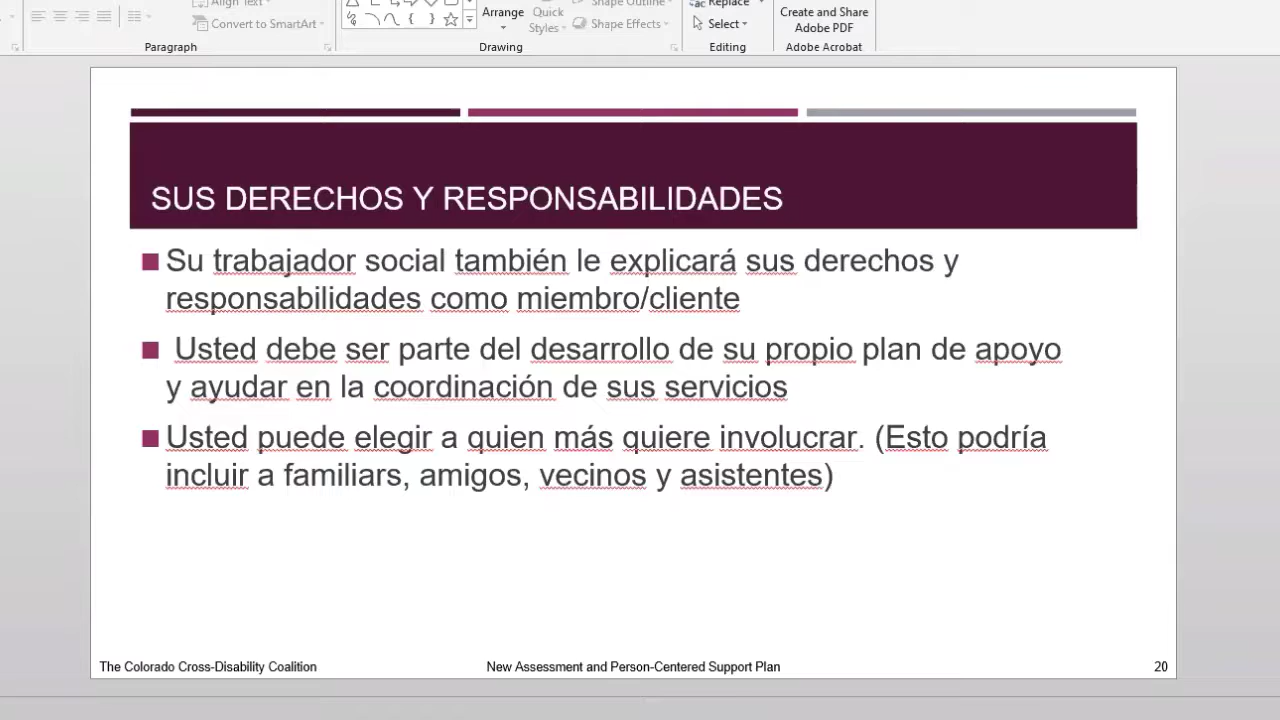 Align Text
Convert to SmartArt
Paragraph
Arrange
Quick
Styles
Shape Outline
Shape Effects
Drawing
Replace
Select
Editing
Create and Share
Adobe PDF
Adobe Acrobat
SUS DERECHOS Y RESPONSABILIDADES
Su trabajador social también le explicará sus derechos y
responsabilidades como miembro/cliente
Usted debe ser parte del desarrollo de su propio plan de apoyo
y ayudar en la coordinación de sus servicios
Usted puede elegir a quien más quiere involucrar. (Esto podría
incluir a familiars, amigos, vecinos y asistentes)
The Colorado Cross-Disability Coalition
New Assessment and Person-Centered Support Plan
20